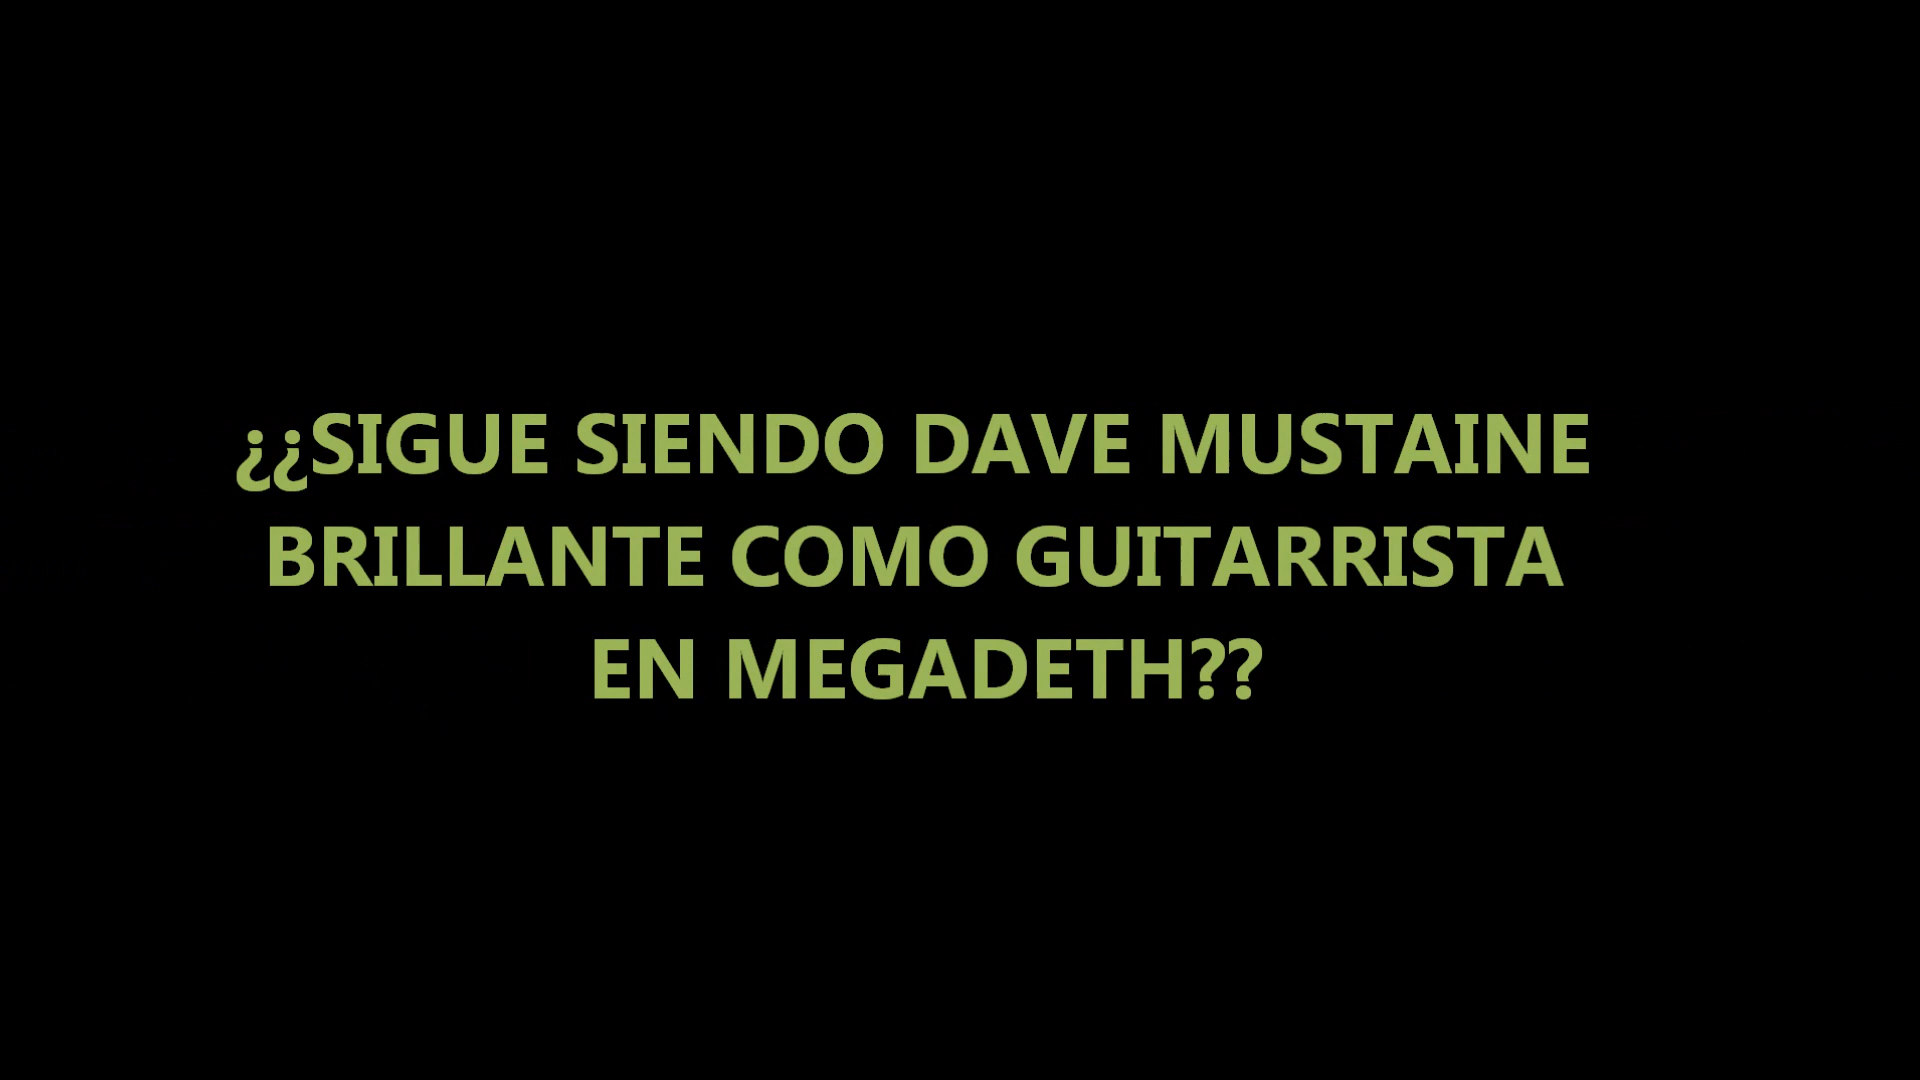 ¿¿SIGUE SIENDO DAVE MUSTAINE
BRILLANTE COMO GUITARRISTA
EN MEGADETH??